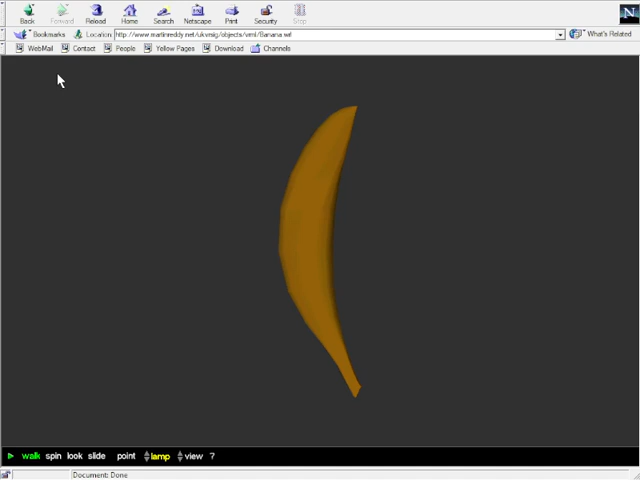 Back Forward Reload Home Search Netscape Print Security Stop
Bookmarks Location: http://www.martinreddy.net/ukvrsig/objects/vrml/Banana.wrl What's Related
WebMail Contact People Yellow Pages Download Channels
walk spin look slide point lamp view ?
Document: Done
N